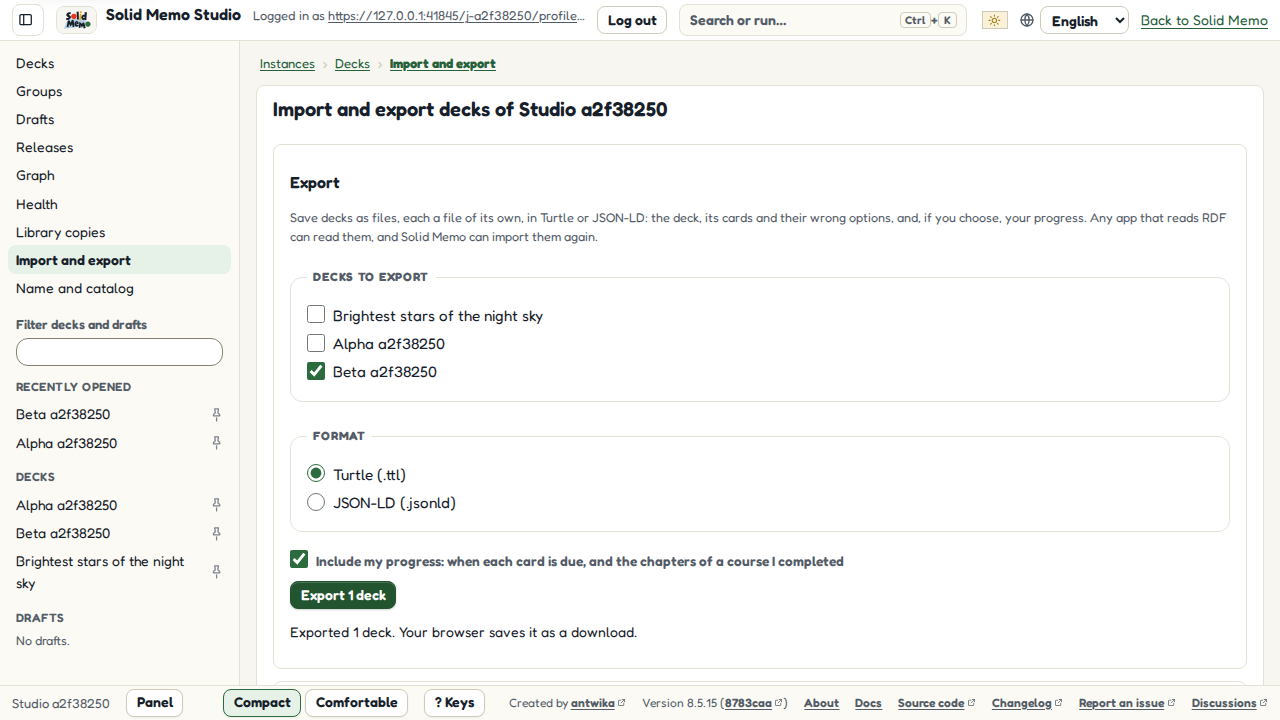 Solid Memo
Solid Memo Studio
Logged in as https://127.0.0.1:41845/j-a2f38250/profile…
Log out
Search or run...
Ctrl+K
English
Back to Solid Memo
Decks
Groups
Drafts
Releases
Graph
Health
Library copies
Import and export
Name and catalog
Filter decks and drafts
RECENTLY OPENED
Beta a2f38250
Alpha a2f38250
DECKS
Alpha a2f38250
Beta a2f38250
Brightest stars of the night
sky
DRAFTS
No drafts.
Instances › Decks › Import and export
Import and export decks of Studio a2f38250
Export
Save decks as files, each a file of its own, in Turtle or JSON-LD: the deck, its cards and their wrong options, and, if you choose, your progress. Any app that reads RDF
can read them, and Solid Memo can import them again.
DECKS TO EXPORT
Brightest stars of the night sky
Alpha a2f38250
Beta a2f38250
FORMAT
Turtle (.ttl)
JSON-LD (.jsonld)
Include my progress: when each card is due, and the chapters of a course I completed
Export 1 deck
Exported 1 deck. Your browser saves it as a download.
Studio a2f38250
Panel
Compact
Comfortable
? Keys
Created by antwika
Version 8.5.15 (8783caa)
About
Docs
Source code
Changelog
Report an issue
Discussions